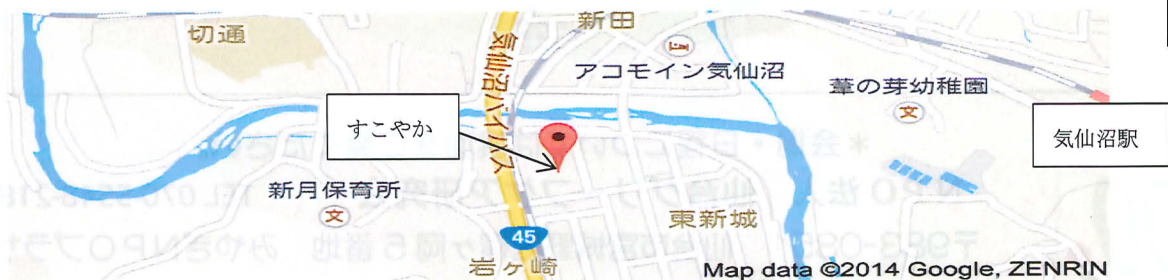 切通
新田
気仙沼バイパス
アコモイン気仙沼
葦の芽幼稚園
文
すこやか
気仙沼駅
新月保育所
文
東新城
45
岩ヶ崎
Map data ©2014 Google, ZENRIN